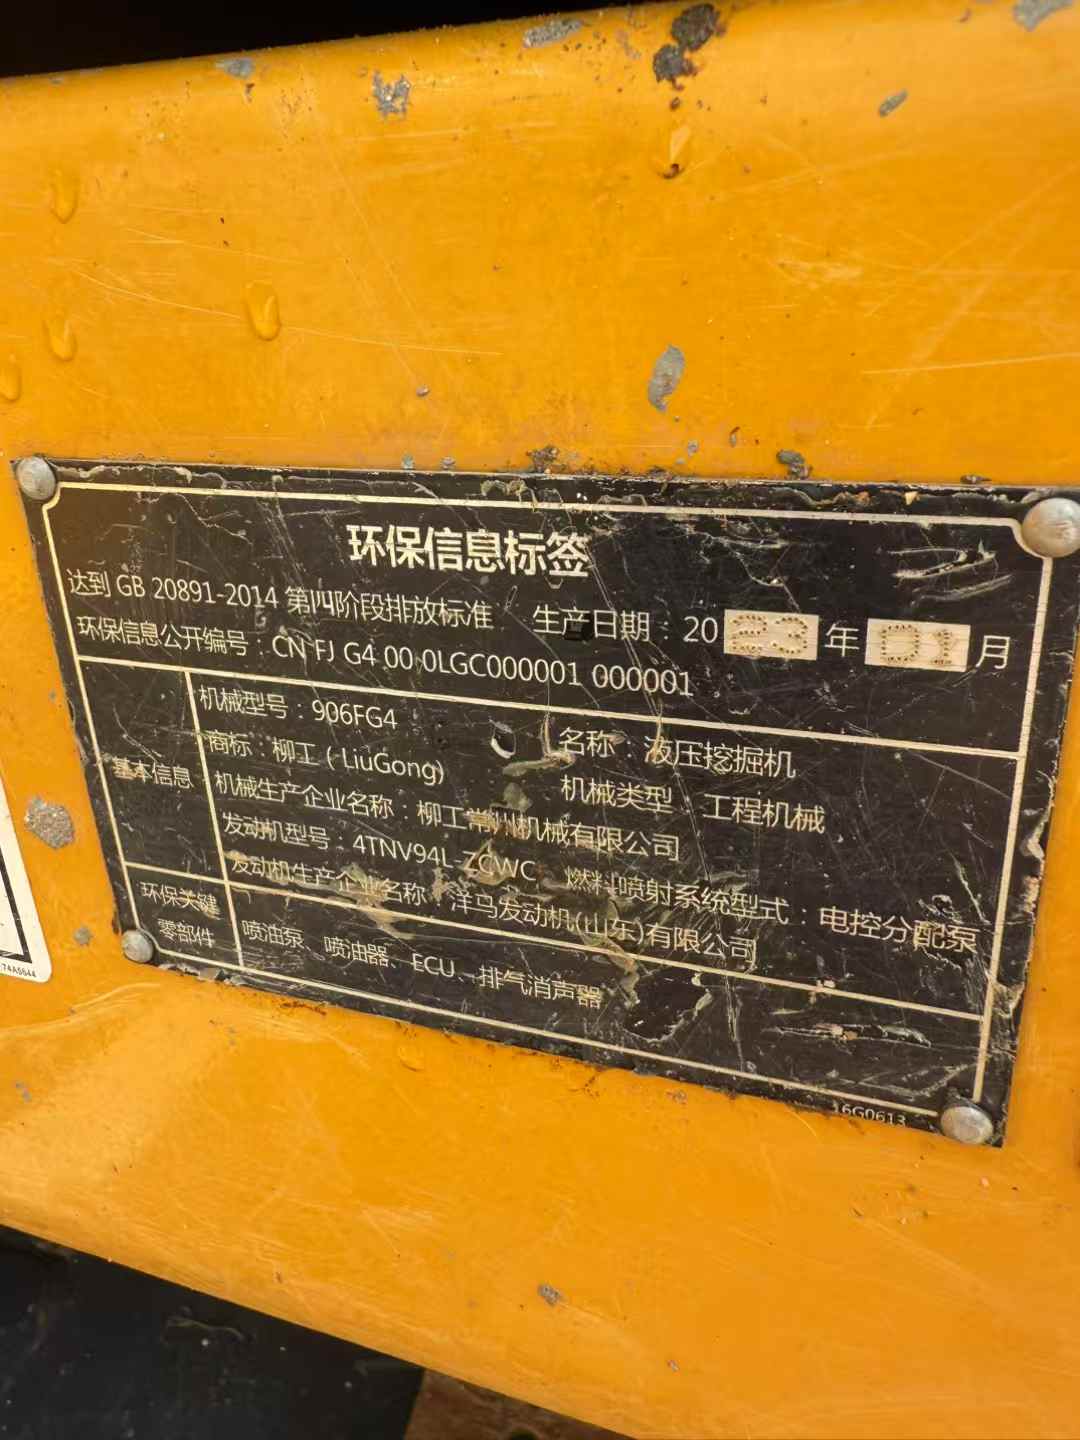 环保信息标签
达到 GB 20891-2014 第四阶段排放标准 生产日期：2023年01月
环保信息公开编号：CN FJ G4 00 0LGC000001 000001
基本信息
机械型号：906FG4 名称：液压挖掘机
商标：柳工 (LiuGong) 机械类型：工程机械
机械生产企业名称：柳工常州机械有限公司
发动机型号：4TNV94L-ZCWC 燃料喷射系统型式：电控分配泵
发动机生产企业名称：洋马发动机(山东)有限公司
环保关键
零部件
喷油泵、喷油器、ECU、排气消声器
16G0613
74A6644